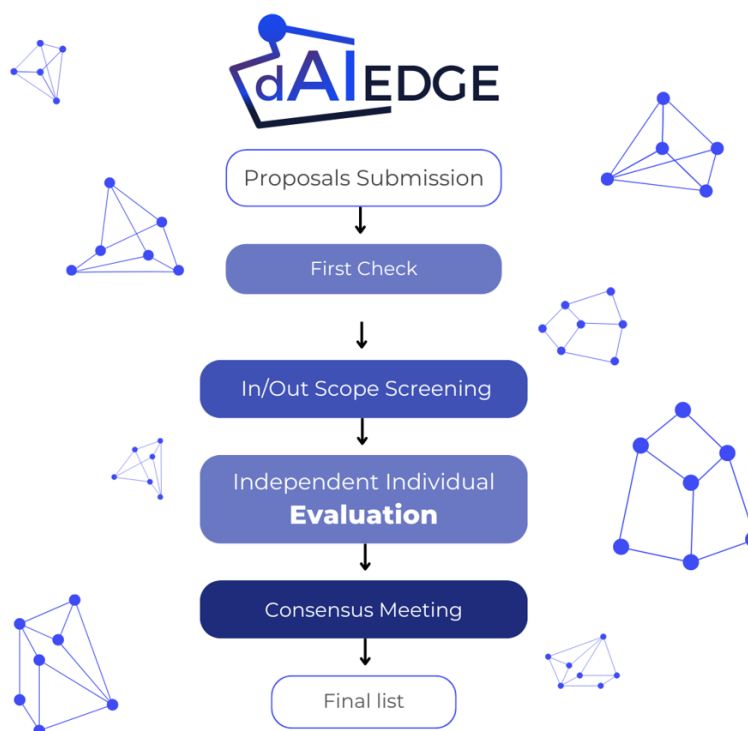 dAIEDGE
Proposals Submission
First Check
In/Out Scope Screening
Independent Individual
Evaluation
Consensus Meeting
Final list